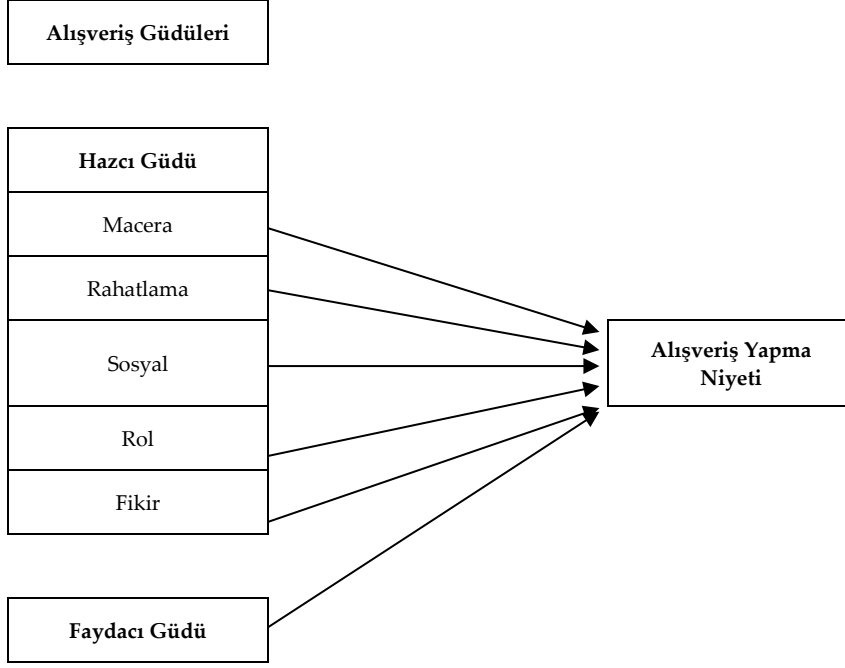 Alışveriş Güdüleri
Hazcı Güdü
Macera
Rahatlama
Sosyal
Rol
Fikir
Faydacı Güdü
Alışveriş Yapma
Niyeti